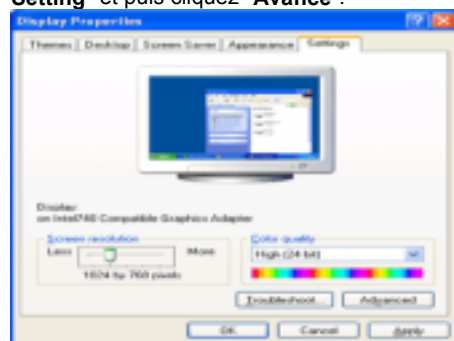 Setting" et puis cliquez "Avance".
Display Properties
Themes Desktop Screen Saver Appearance Settings
Display:
on Intel740 Compatible Graphics Adapter
Screen resolution
Less More
1024 by 768 pixels
Color quality
High (24 bit)
Troubleshoot... Advanced
OK Cancel Apply